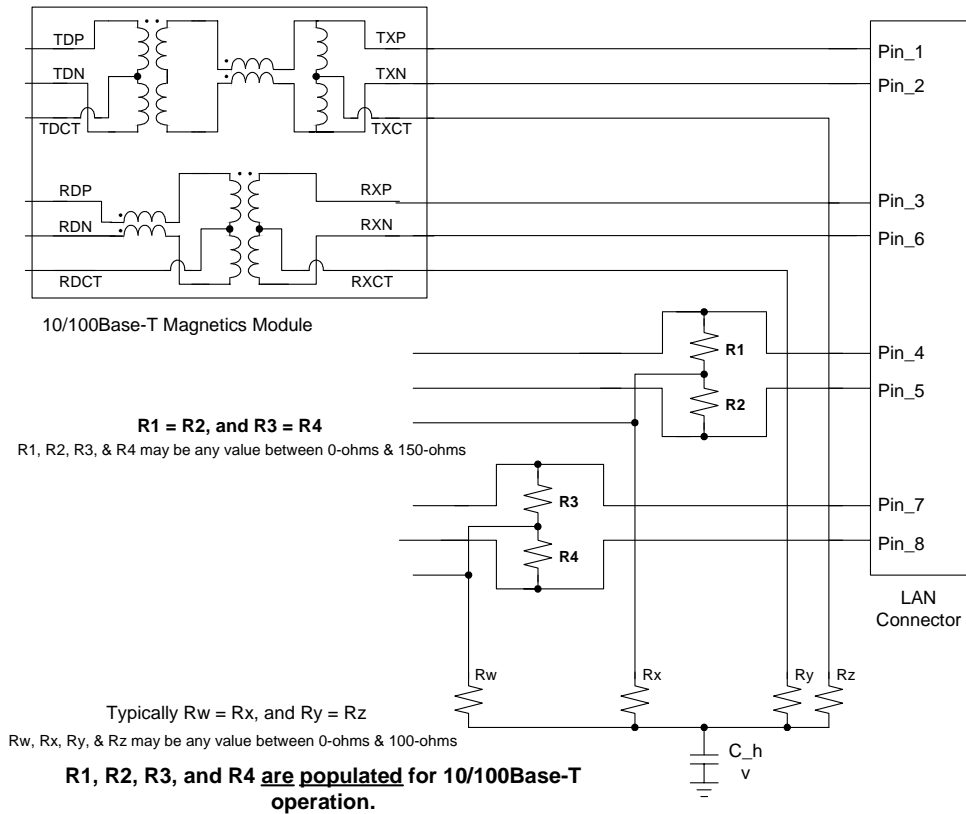 TDP
TXP
Pin_1
TDN
TXN
Pin_2
TDCT
TXCT
RDP
RXP
Pin_3
RDN
RXN
Pin_6
RDCT
RXCT
10/100Base-T Magnetics Module
R1
Pin_4
R2
Pin_5
R1 = R2, and R3 = R4
R1, R2, R3, & R4 may be any value between 0-ohms & 150-ohms
R3
Pin_7
R4
Pin_8
LAN
Connector
Rw
Rx
Ry
Rz
Typically Rw = Rx, and Ry = Rz
Rw, Rx, Ry, & Rz may be any value between 0-ohms & 100-ohms
C_h
v
R1, R2, R3, and R4 are populated for 10/100Base-T
operation.